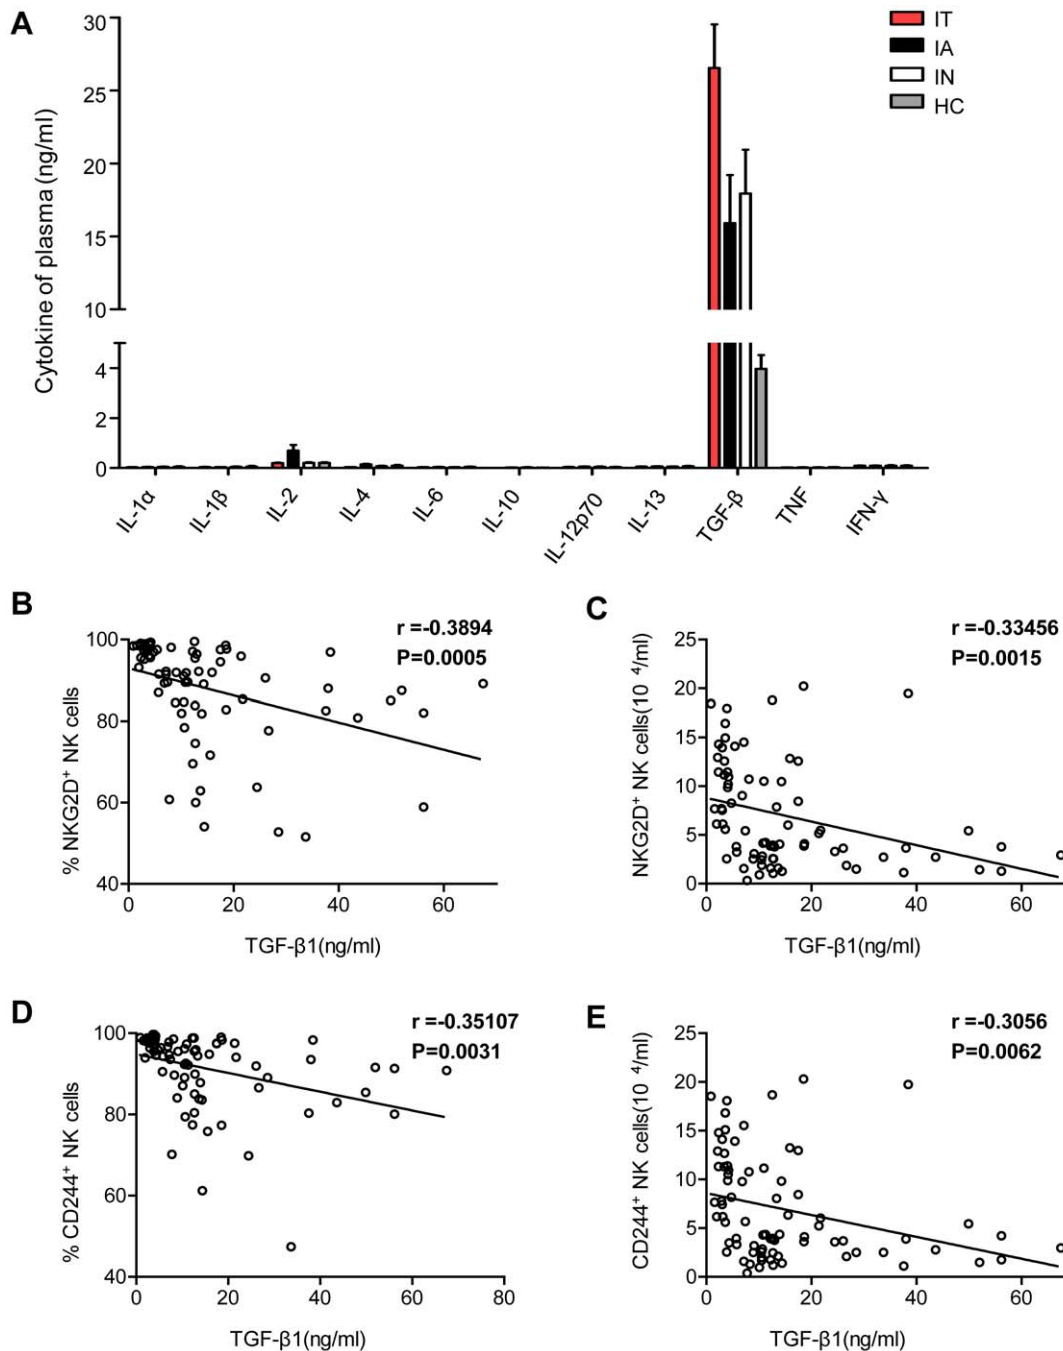 A
IT
IA
IN
HC
Cytokine of plasma (ng/ml)
30
25
20
15
10
4
2
0
IL-1α
IL-1β
IL-2
IL-4
IL-6
IL-10
IL-12p70
IL-13
TGF-β
TNF
IFN-γ
B
r =-0.3894
P=0.0005
% NKG2D⁺ NK cells
100
80
60
40
0 20 40 60
TGF-β1(ng/ml)
C
r =-0.33456
P=0.0015
NKG2D⁺ NK cells(10 ⁴/ml)
25
20
15
10
5
0
0 20 40 60
TGF-β1(ng/ml)
D
r =-0.35107
P=0.0031
% CD244⁺ NK cells
100
80
60
40
0 20 40 60 80
TGF-β1(ng/ml)
E
r =-0.3056
P=0.0062
CD244⁺ NK cells(10 ⁴/ml)
25
20
15
10
5
0
0 20 40 60
TGF-β1(ng/ml)